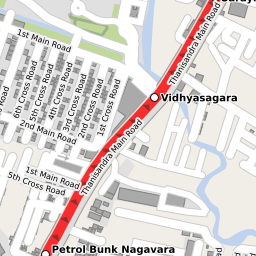 1st Main Road
Thanisandra Main Road
Vidhyasagara
6th Cross Road
5th Cross Road
4th Cross Road
3rd Cross Road
2nd Cross Road
1st Cross Road
2nd Main Road
Thanisandra Main Road
1st Main Road
5th Cross Road
Petrol Bunk Nagavara